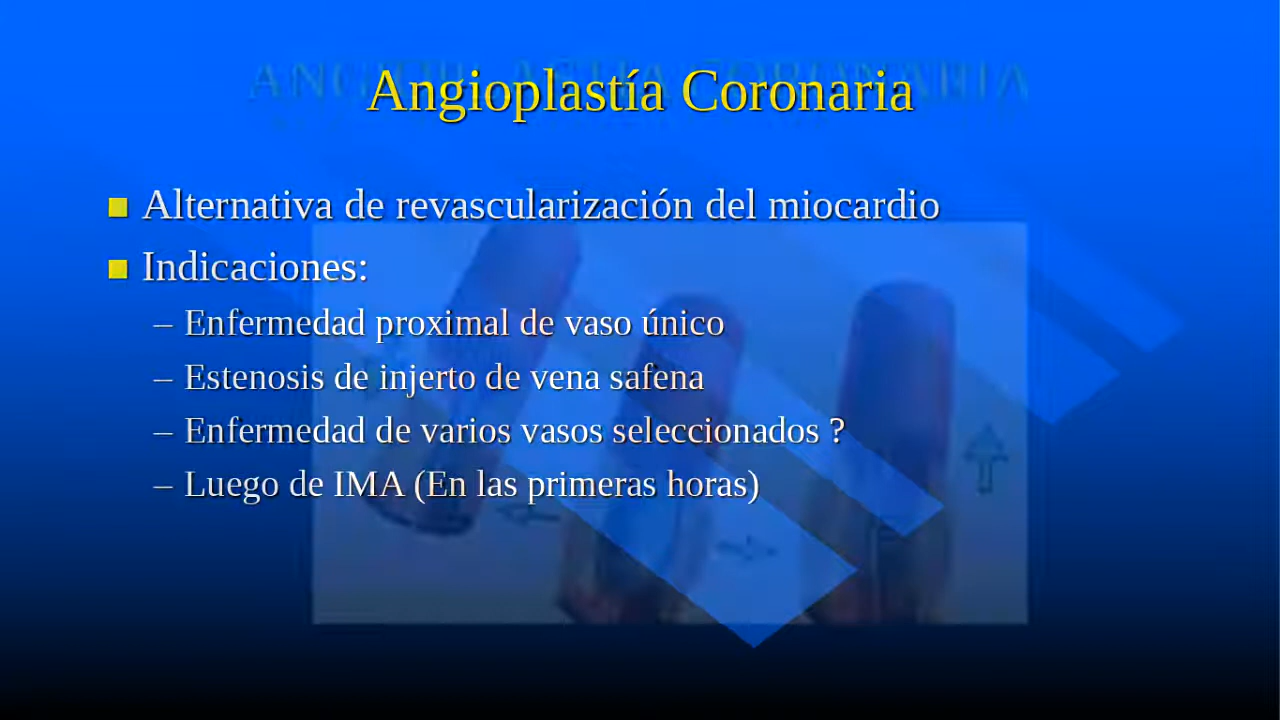 Angioplastía Coronaria
Alternativa de revascularización del miocardio
Indicaciones:
– Enfermedad proximal de vaso único
– Estenosis de injerto de vena safena
– Enfermedad de varios vasos seleccionados ?
– Luego de IMA (En las primeras horas)